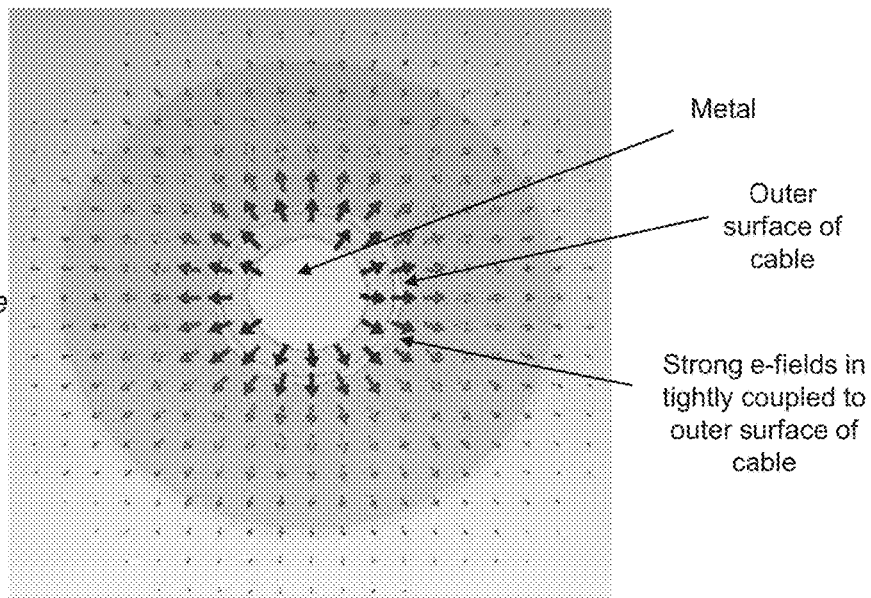 Metal
Outer
surface of
cable
e
Strong e-fields in
tightly coupled to
outer surface of
cable